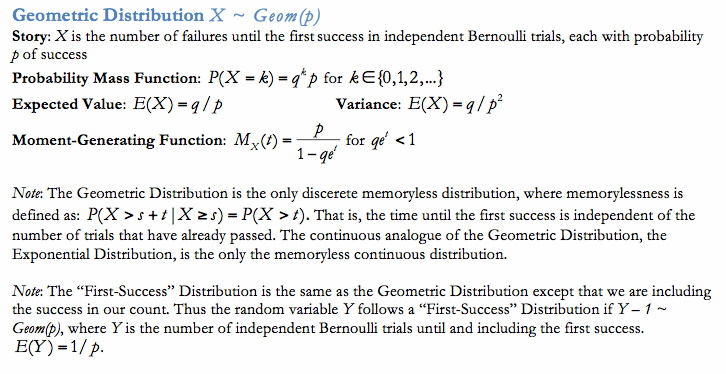 Geometric Distribution X ~ Geom(p)
Story: X is the number of failures until the first success in independent Bernoulli trials, each with probability
p of success
Probability Mass Function: P(X = k) = q^k p for k∈{0,1,2,...}
Expected Value: E(X) = q / p Variance: E(X) = q / p²
Moment-Generating Function: M_X(t) = p / (1 − qe^t) for qe^t < 1
Note: The Geometric Distribution is the only discerete memoryless distribution, where memorylessness is
defined as: P(X > s + t | X ≥ s) = P(X > t). That is, the time until the first success is independent of the
number of trials that have already passed. The continuous analogue of the Geometric Distribution, the
Exponential Distribution, is the only the memoryless continuous distribution.
Note: The “First-Success” Distribution is the same as the Geometric Distribution except that we are including
the success in our count. Thus the random variable Y follows a “First-Success” Distribution if Y – 1 ~
Geom(p), where Y is the number of independent Bernoulli trials until and including the first success.
E(Y) = 1/ p.